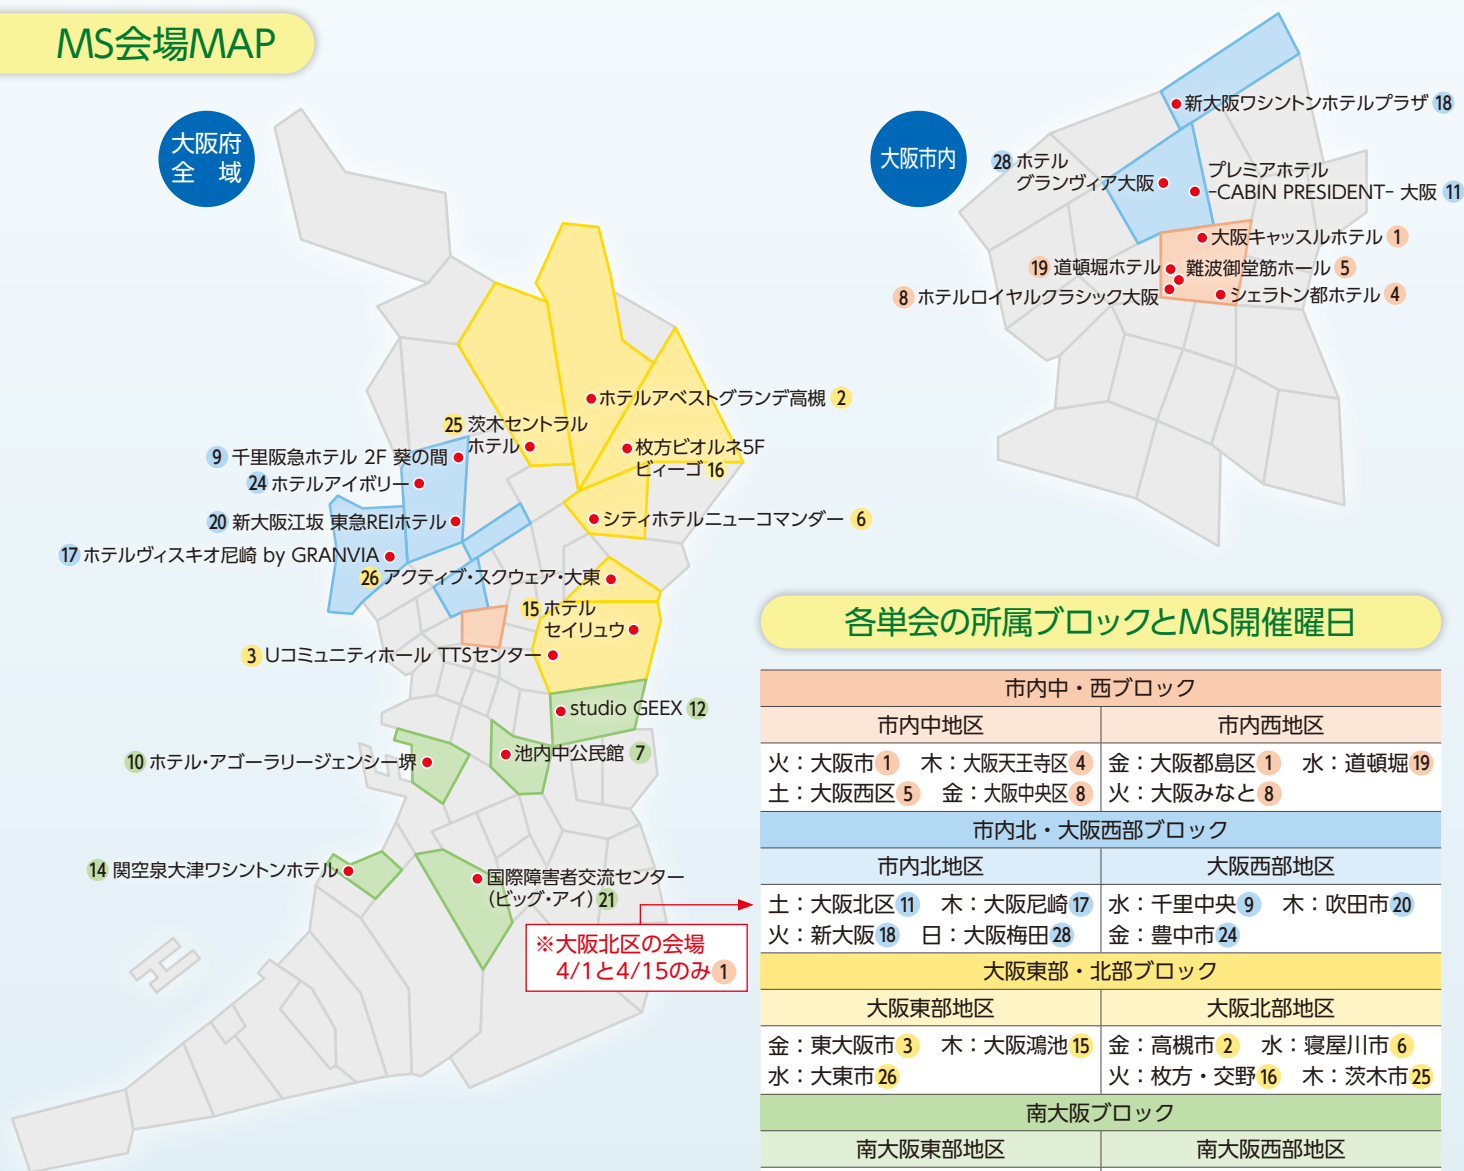 MS会場MAP
大阪府
全 域
25 茨木セントラル
ホテル
ホテルアベストグランデ高槻 2
枚方ビオルネ5F
ビィーゴ 16
9 千里阪急ホテル 2F 葵の間
24 ホテルアイボリー
20 新大阪江坂 東急REIホテル
シティホテルニューコマンダー 6
17 ホテルヴィスキオ尼崎 by GRANVIA
26 アクティブ・スクウェア・大東
15 ホテル
セイリュウ
3 Uコミュニティホール TTSセンター
studio GEEX 12
池内中公民館 7
10 ホテル・アゴーラリージェンシー堺
14 関空泉大津ワシントンホテル
国際障害者交流センター
(ビッグ・アイ) 21
※大阪北区の会場
4/1と4/15のみ 1
大阪市内
新大阪ワシントンホテルプラザ 18
28 ホテル
グランヴィア大阪
プレミアホテル
-CABIN PRESIDENT- 大阪 11
大阪キャッスルホテル 1
19 道頓堀ホテル
難波御堂筋ホール 5
8 ホテルロイヤルクラシック大阪
シェラトン都ホテル 4
各単会の所属ブロックとMS開催曜日
市内中・西ブロック
市内中地区 市内西地区
火：大阪市1 木：大阪天王寺区4 金：大阪都島区1 水：道頓堀19
土：大阪西区5 金：大阪中央区8 火：大阪みなと8
市内北・大阪西部ブロック
市内北地区 大阪西部地区
土：大阪北区11 木：大阪尼崎17 水：千里中央9 木：吹田市20
火：新大阪18 日：大阪梅田28 金：豊中市24
大阪東部・北部ブロック
大阪東部地区 大阪北部地区
金：東大阪市3 木：大阪鴻池15 金：高槻市2 水：寝屋川市6
水：大東市26 火：枚方・交野16 木：茨木市25
南大阪ブロック
南大阪東部地区 南大阪西部地区